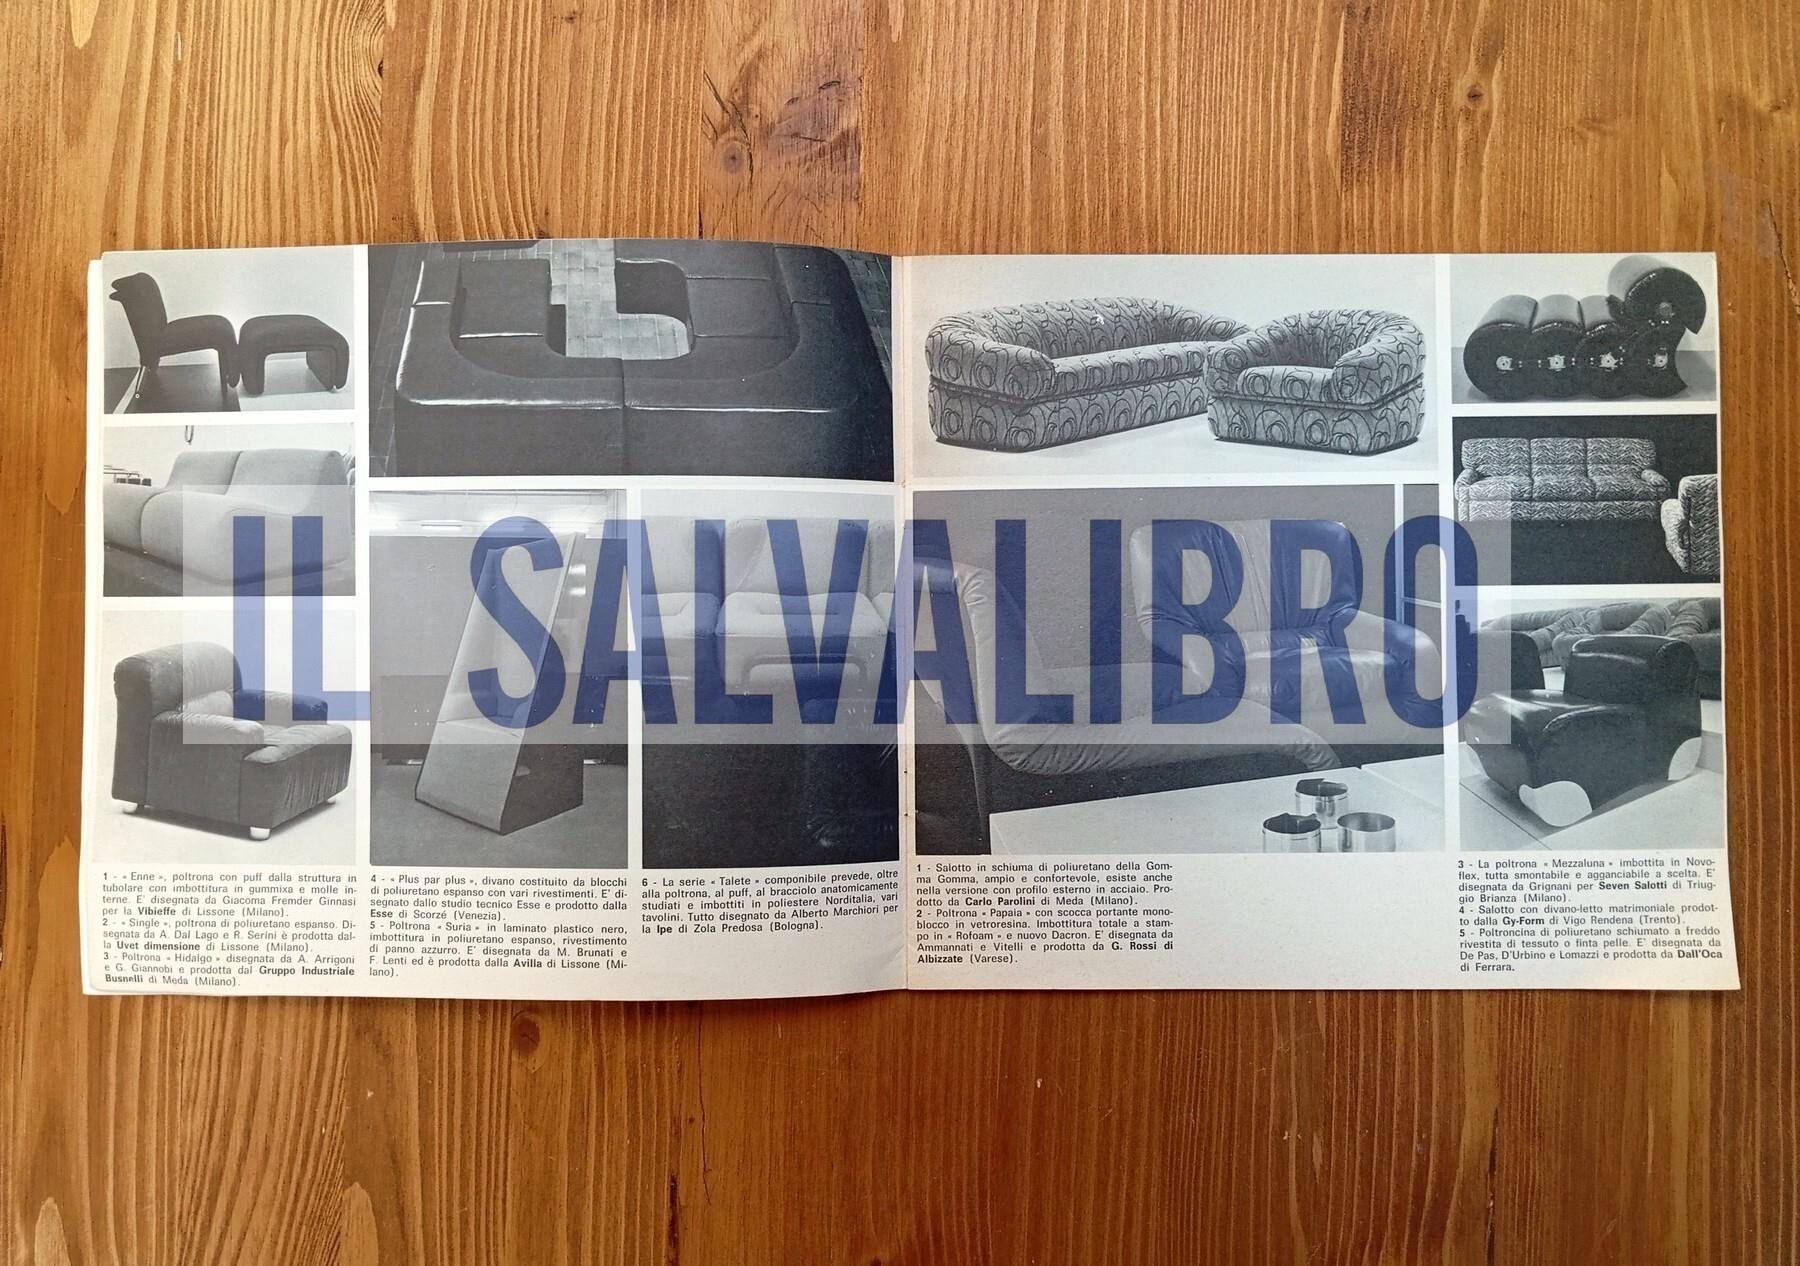 IL SALVALIBRO
1 - « Enne », poltrona con puff dalla struttura in
tubolare con imbottitura in gummixa e molle in-
terne. E' disegnata da Giacoma Fremder Ginnasi
per la Vibieffe di Lissone (Milano).
2 - « Single », poltrona di poliuretano espanso. Di-
segnata da A. Dal Lago e R. Serini è prodotta dal-
la Uvet dimensione di Lissone (Milano).
3 - Poltrona « Hidalgo » disegnata da A. Arrigoni
e G. Giannobi e prodotta dal Gruppo Industriale
Busnelli di Meda (Milano).
4 - « Plus par plus », divano costituito da blocchi
di poliuretano espanso con vari rivestimenti. E' di-
segnato dallo studio tecnico Esse e prodotto dalla
Esse di Scorzé (Venezia).
5 - Poltrona « Suria » in laminato plastico nero,
imbottitura in poliuretano espanso, rivestimento
di panno azzurro. E' disegnata da M. Brunati e
F. Lenti ed è prodotta dalla Avilla di Lissone (Mi-
lano).
6 - La serie « Talete » componibile prevede, oltre
alla poltrona, al puff, al bracciolo anatomicamente
studiati e imbottiti in poliestere Norditalia, vari
tavolini. Tutto disegnato da Alberto Marchiori per
la Ipe di Zola Predosa (Bologna).
1 - Salotto in schiuma di poliuretano della Gom-
ma Gomma, ampio e confortevole, esiste anche
nella versione con profilo esterno in acciaio. Pro-
dotto da Carlo Parolini di Meda (Milano).
2 - Poltrona « Papaia » con scocca portante mono-
blocco in vetroresina. Imbottitura totale a stam-
po in « Rofoam » e nuovo Dacron. E' disegnata da
Ammannati e Vitelli e prodotta da G. Rossi di
Albizzate (Varese).
3 - La poltrona « Mezzaluna » imbottita in Novo-
flex, tutta smontabile e agganciabile a scelta. E'
disegnata da Grignani per Seven Salotti di Triug-
gio Brianza (Milano).
4 - Salotto con divano-letto matrimoniale prodot-
to dalla Gy-Form di Vigo Rendena (Trento).
5 - Poltroncina di poliuretano schiumato a freddo
rivestita di tessuto o finta pelle. E' disegnata da
De Pas, D'Urbino e Lomazzi e prodotta da Dall'Oca
di Ferrara.